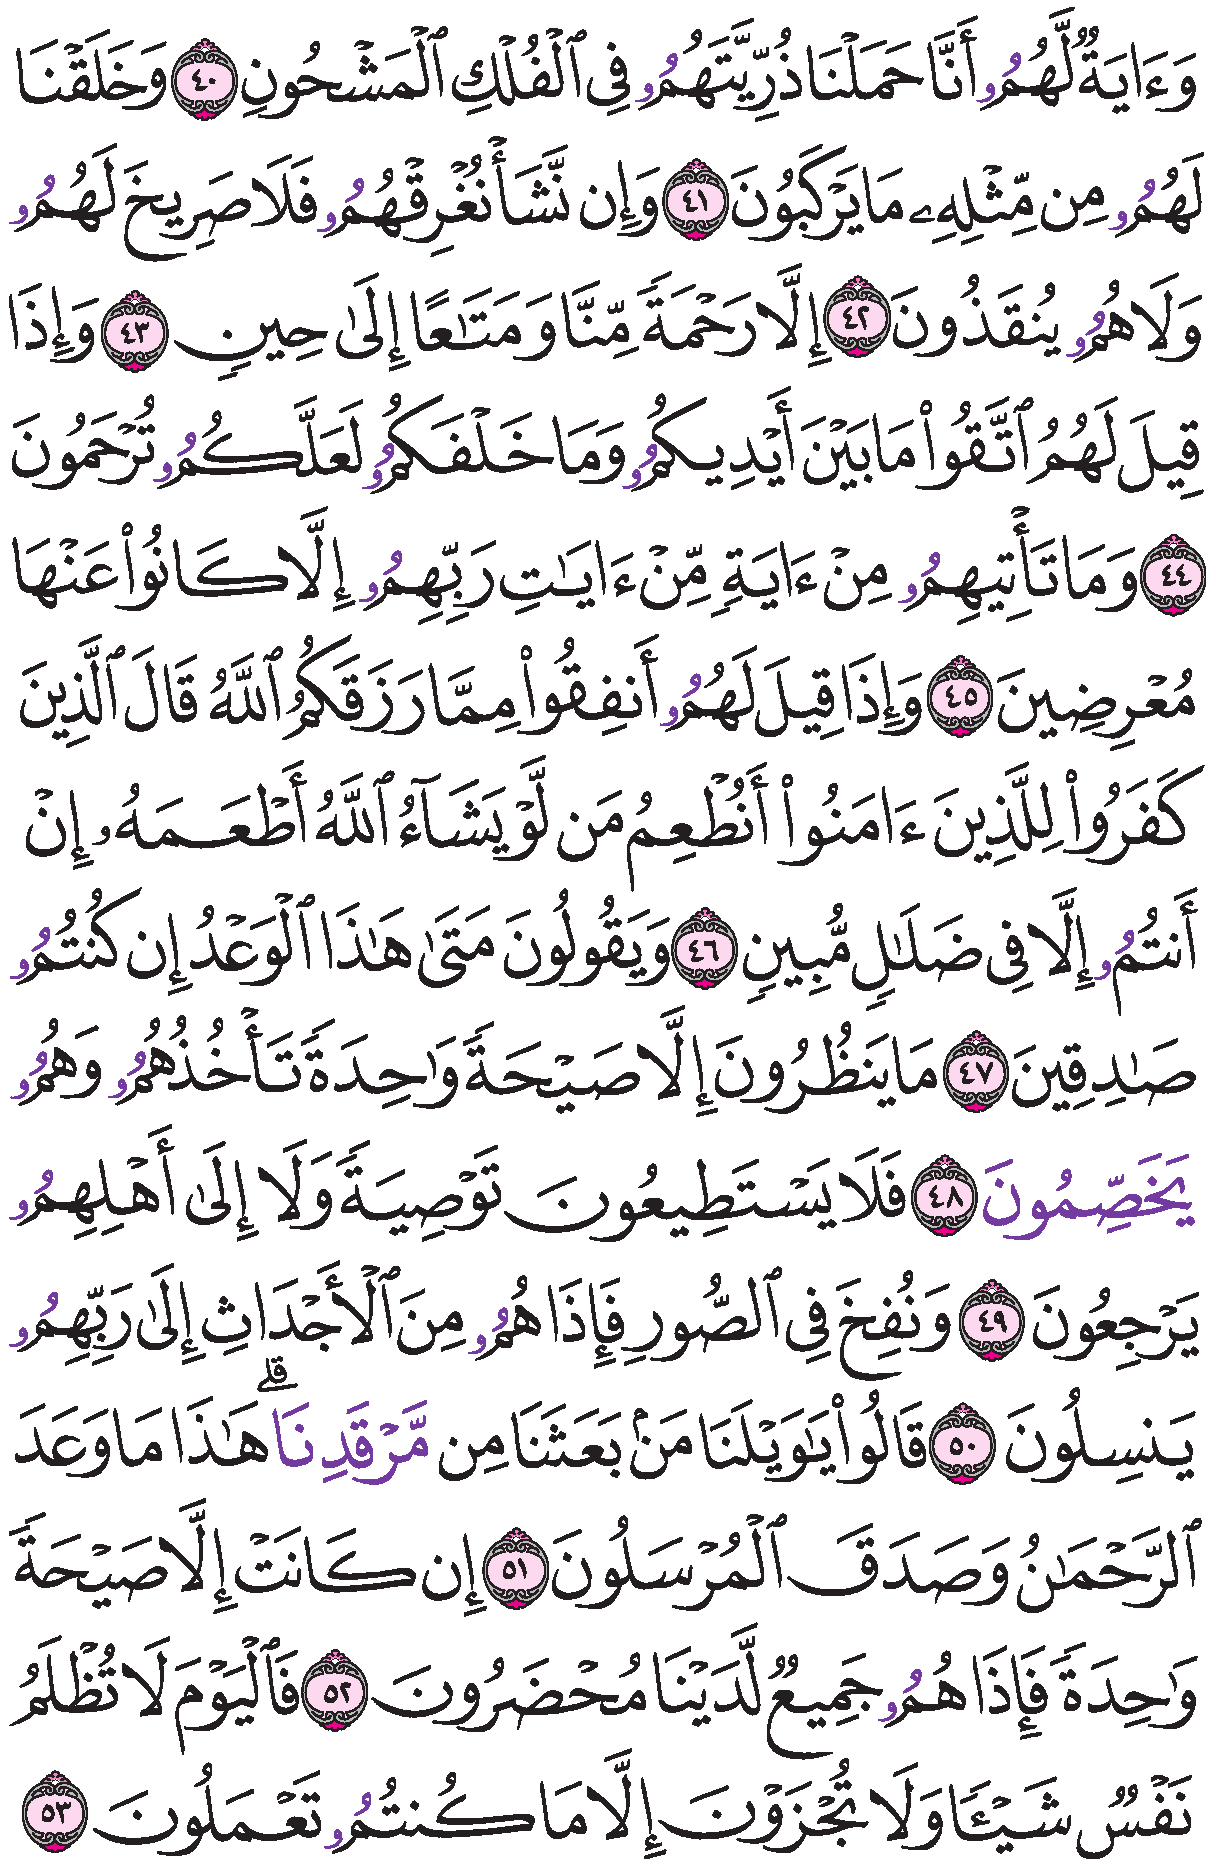 وَءَايَةٌ لَّهُمُۥ أَنَّا حَمَلْنَا ذُرِّيَّتَهُمُۥ فِي ٱلْفُلْكِ ٱلْمَشْحُونِ ٤٠ وَخَلَقْنَا
لَهُمُۥ مِن مِّثْلِهِۦ مَا يَرْكَبُونَ ٤١ وَإِن نَّشَأْ نُغْرِقْهُمُۥ فَلَا صَرِيخَ لَهُمُۥ
وَلَا هُمُۥ يُنقَذُونَ ٤٢ إِلَّا رَحْمَةً مِّنَّا وَمَتَٰعًا إِلَىٰ حِينٍ ٤٣ وَإِذَا
قِيلَ لَهُمُ ٱتَّقُوا۟ مَا بَيْنَ أَيْدِيكُمُۥ وَمَا خَلْفَكُمُۥ لَعَلَّكُمُۥ تُرْحَمُونَ
٤٤ وَمَا تَأْتِيهِمُۥ مِنْ ءَايَةٍ مِّنْ ءَايَٰتِ رَبِّهِمُۥ إِلَّا كَانُوا۟ عَنْهَا
مُعْرِضِينَ ٤٥ وَإِذَا قِيلَ لَهُمُۥ أَنفِقُوا۟ مِمَّا رَزَقَكُمُ ٱللَّهُ قَالَ ٱلَّذِينَ
كَفَرُوا۟ لِلَّذِينَ ءَامَنُوا۟ أَنُطْعِمُ مَن لَّوْ يَشَآءُ ٱللَّهُ أَطْعَمَهُۥ إِنْ
أَنتُمُۥ إِلَّا فِي ضَلَٰلٍ مُّبِينٍ ٤٦ وَيَقُولُونَ مَتَىٰ هَٰذَا ٱلْوَعْدُ إِن كُنتُمُۥ
صَٰدِقِينَ ٤٧ مَا يَنظُرُونَ إِلَّا صَيْحَةً وَٰحِدَةً تَأْخُذُهُمُۥ وَهُمُۥ
يَخَصِّمُونَ ٤٨ فَلَا يَسْتَطِيعُونَ تَوْصِيَةً وَلَا إِلَىٰ أَهْلِهِمُۥ
يَرْجِعُونَ ٤٩ وَنُفِخَ فِي ٱلصُّورِ فَإِذَا هُمُۥ مِنَ ٱلْأَجْدَاثِ إِلَىٰ رَبِّهِمُۥ
يَنسِلُونَ ٥٠ قَالُوا۟ يَٰوَيْلَنَا مَنۢ بَعَثَنَا مِن مَّرْقَدِنَا ۗ هَٰذَا مَا وَعَدَ
ٱلرَّحْمَٰنُ وَصَدَقَ ٱلْمُرْسَلُونَ ٥١ إِن كَانَتْ إِلَّا صَيْحَةً
وَٰحِدَةً فَإِذَا هُمُۥ جَمِيعٌ لَّدَيْنَا مُحْضَرُونَ ٥٢ فَٱلْيَوْمَ لَا تُظْلَمُ
نَفْسٌ شَيْـًٔا وَلَا تُجْزَوْنَ إِلَّا مَا كُنتُمُۥ تَعْمَلُونَ ٥٣